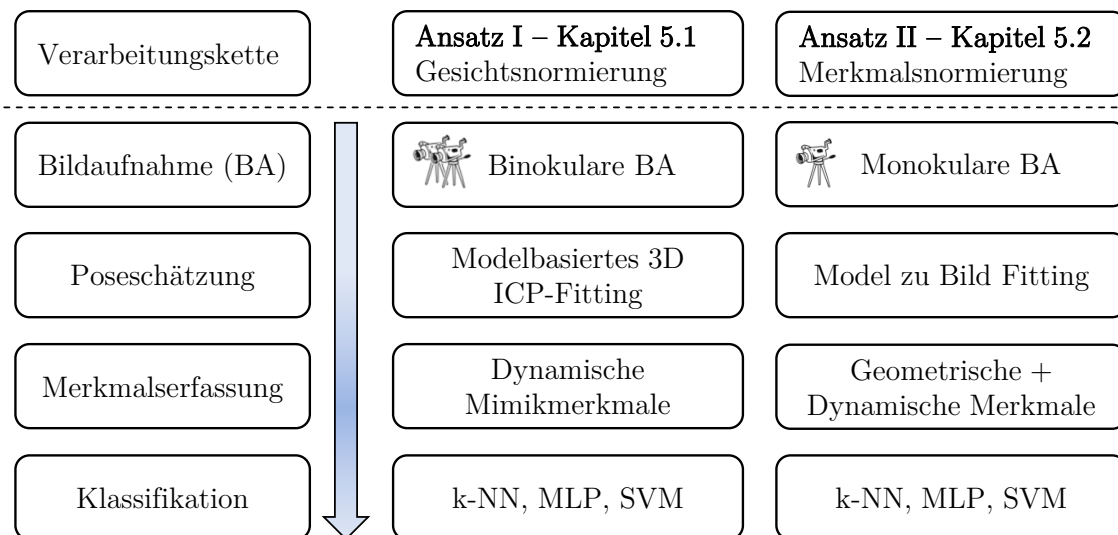 Verarbeitungskette
Ansatz I – Kapitel 5.1
Gesichtsnormierung
Ansatz II – Kapitel 5.2
Merkmalsnormierung
Bildaufnahme (BA)
Binokulare BA
Monokulare BA
Poseschätzung
Modelbasiertes 3D
ICP-Fitting
Model zu Bild Fitting
Merkmalserfassung
Dynamische
Mimikmerkmale
Geometrische +
Dynamische Merkmale
Klassifikation
k-NN, MLP, SVM
k-NN, MLP, SVM